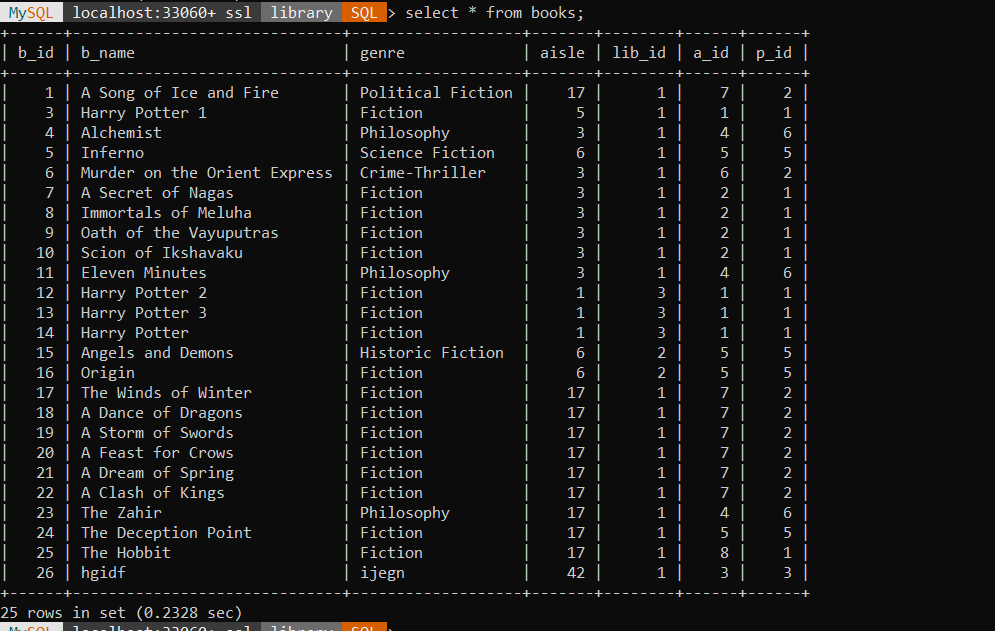 MySQL localhost:33060+ ssl library SQL > select * from books;
+------+------------------------------+-------------------+-------+--------+------+------+
| b_id | b_name                       | genre             | aisle | lib_id | a_id | p_id |
+------+------------------------------+-------------------+-------+--------+------+------+
|    1 | A Song of Ice and Fire       | Political Fiction |    17 |      1 |    7 |    2 |
|    3 | Harry Potter 1               | Fiction           |     5 |      1 |    1 |    1 |
|    4 | Alchemist                    | Philosophy        |     3 |      1 |    4 |    6 |
|    5 | Inferno                      | Science Fiction   |     6 |      1 |    5 |    5 |
|    6 | Murder on the Orient Express | Crime-Thriller    |     3 |      1 |    6 |    2 |
|    7 | A Secret of Nagas            | Fiction           |     3 |      1 |    2 |    1 |
|    8 | Immortals of Meluha          | Fiction           |     3 |      1 |    2 |    1 |
|    9 | Oath of the Vayuputras       | Fiction           |     3 |      1 |    2 |    1 |
|   10 | Scion of Ikshavaku           | Fiction           |     3 |      1 |    2 |    1 |
|   11 | Eleven Minutes               | Philosophy        |     3 |      1 |    4 |    6 |
|   12 | Harry Potter 2               | Fiction           |     1 |      3 |    1 |    1 |
|   13 | Harry Potter 3               | Fiction           |     1 |      3 |    1 |    1 |
|   14 | Harry Potter                 | Fiction           |     1 |      3 |    1 |    1 |
|   15 | Angels and Demons            | Historic Fiction  |     6 |      2 |    5 |    5 |
|   16 | Origin                       | Fiction           |     6 |      2 |    5 |    5 |
|   17 | The Winds of Winter          | Fiction           |    17 |      1 |    7 |    2 |
|   18 | A Dance of Dragons           | Fiction           |    17 |      1 |    7 |    2 |
|   19 | A Storm of Swords            | Fiction           |    17 |      1 |    7 |    2 |
|   20 | A Feast for Crows            | Fiction           |    17 |      1 |    7 |    2 |
|   21 | A Dream of Spring            | Fiction           |    17 |      1 |    7 |    2 |
|   22 | A Clash of Kings             | Fiction           |    17 |      1 |    7 |    2 |
|   23 | The Zahir                    | Philosophy        |    17 |      1 |    4 |    6 |
|   24 | The Deception Point          | Fiction           |    17 |      1 |    5 |    5 |
|   25 | The Hobbit                   | Fiction           |    17 |      1 |    8 |    1 |
|   26 | hgidf                        | ijegn             |    42 |      1 |    3 |    3 |
+------+------------------------------+-------------------+-------+--------+------+------+
25 rows in set (0.2328 sec)
MySQL localhost:33060+ ssl library SQL >